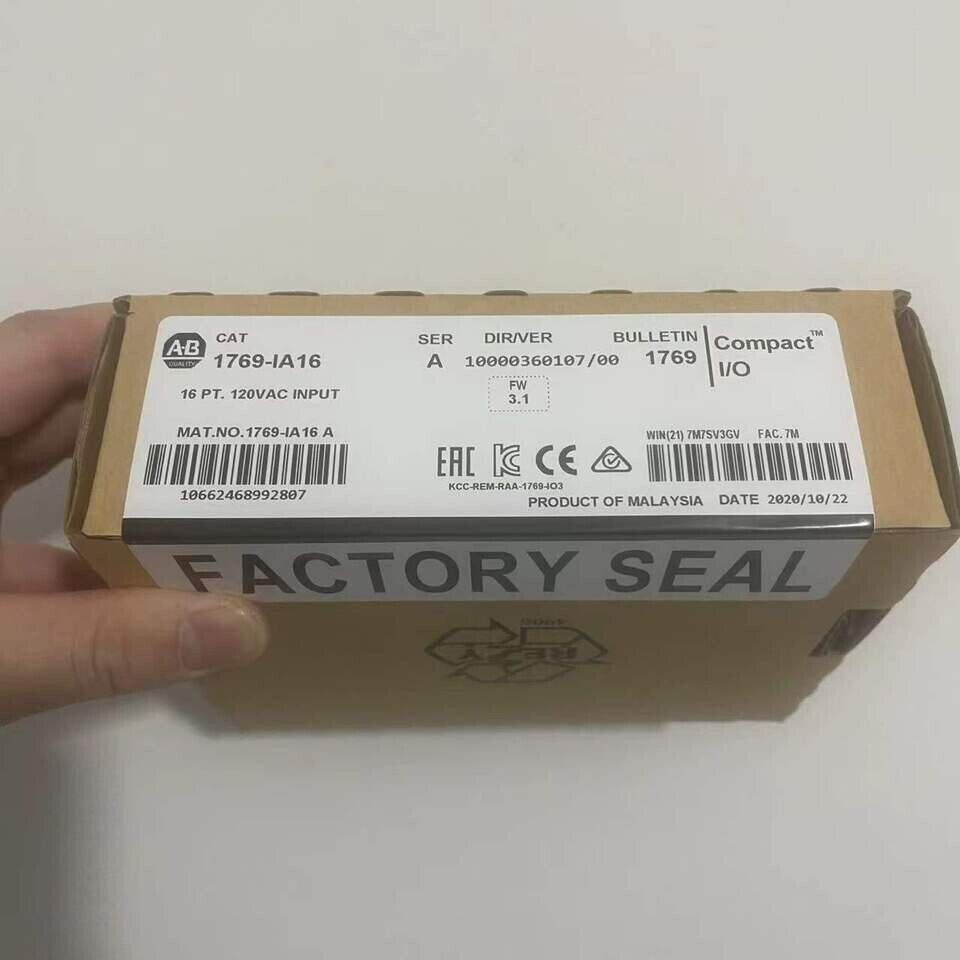 A-B
QUALITY
CAT
1769-IA16
SER
A
DIR/VER
10000360107/00
BULLETIN
1769
Compact™
I/O
16 PT. 120VAC INPUT
FW
3.1
MAT.NO.1769-IA16 A
10662468992807
EAC
CE
KCC-REM-RAA-1769-IO3
WIN(21) 7M7SV3GV FAC. 7M
PRODUCT OF MALAYSIA DATE 2020/10/22
FACTORY SEAL